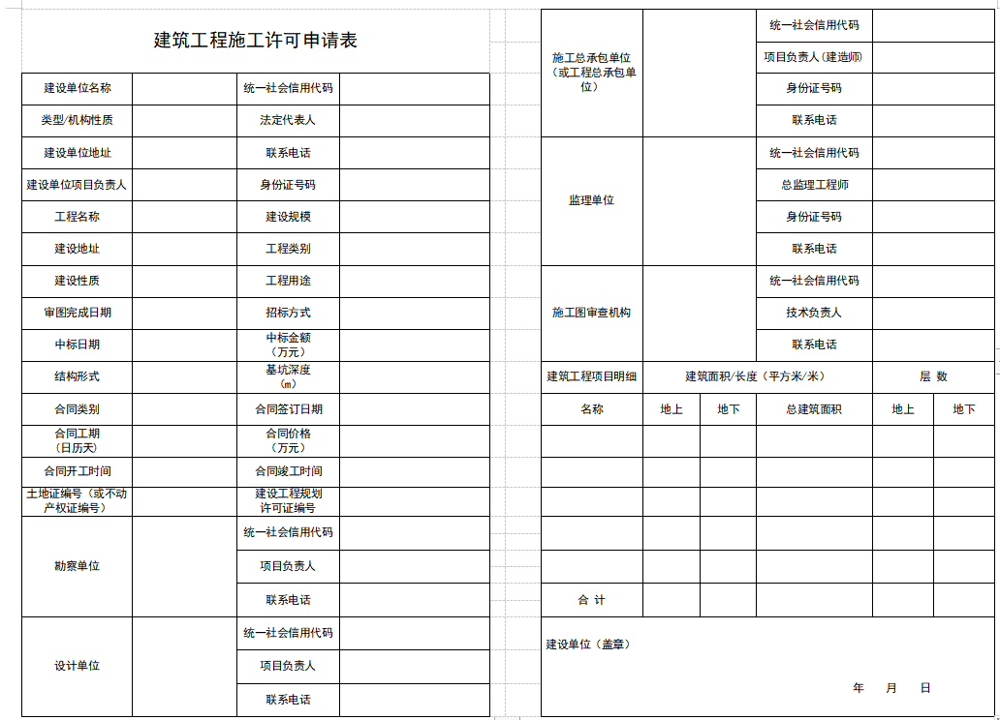 建筑工程施工许可申请表
建设单位名称
统一社会信用代码
类型/机构性质
法定代表人
建设单位地址
联系电话
建设单位项目负责人
身份证号码
工程名称
建设规模
建设地址
工程类别
建设性质
工程用途
审图完成日期
招标方式
中标日期
中标金额
（万元）
结构形式
基坑深度
（m）
合同类别
合同签订日期
合同工期
（日历天）
合同价格
（万元）
合同开工时间
合同竣工时间
土地证编号（或不动
产权证编号）
建设工程规划
许可证编号
勘察单位
统一社会信用代码
项目负责人
联系电话
设计单位
统一社会信用代码
项目负责人
联系电话
施工总承包单位
（或工程总承包单
位）
统一社会信用代码
项目负责人（建造师）
身份证号码
联系电话
监理单位
统一社会信用代码
总监理工程师
身份证号码
联系电话
施工图审查机构
统一社会信用代码
技术负责人
联系电话
建筑工程项目明细
建筑面积/长度（平方米/米）
层 数
名称
地上
地下
总建筑面积
地上
地下
合 计
建设单位（盖章）
年 月 日